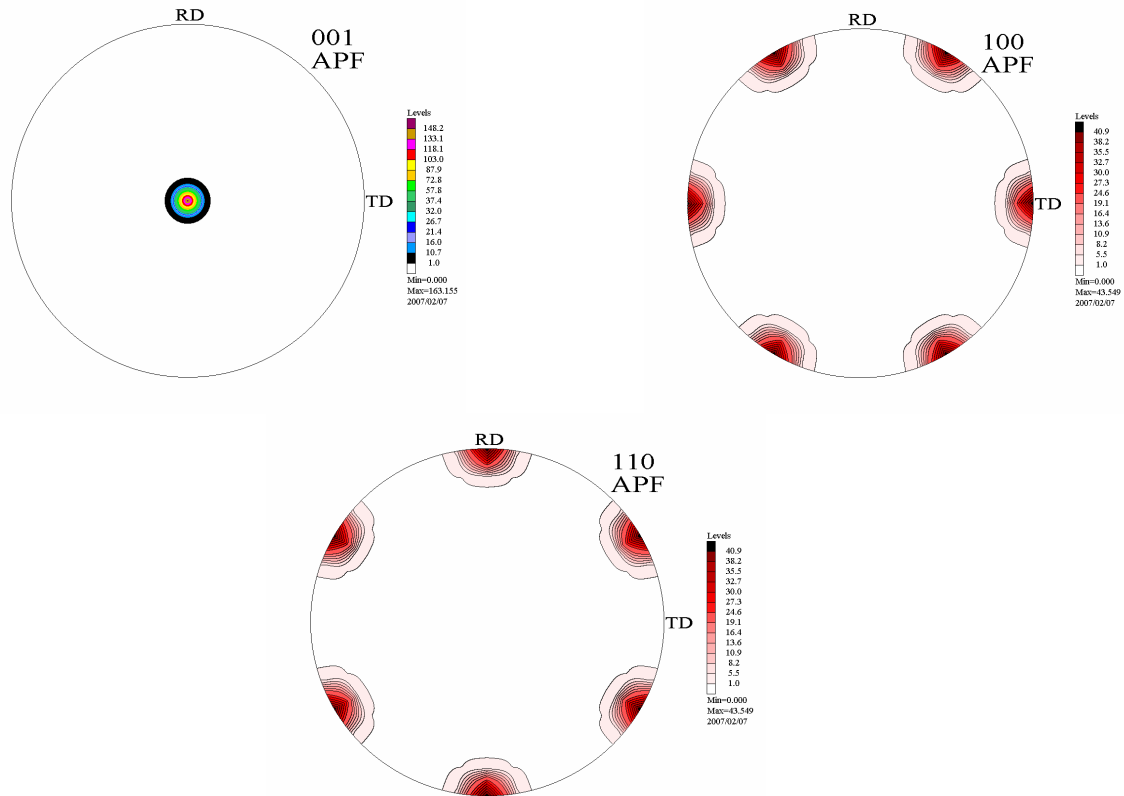 RD
001
APF
TD
Levels
148.2
133.1
118.1
103.0
87.9
72.8
57.8
37.4
32.0
26.7
21.4
16.0
10.7
1.0
Min=0.000
Max=163.155
2007/02/07
RD
100
APF
TD
Levels
40.9
38.2
35.5
32.7
30.0
27.3
24.6
19.1
16.4
13.6
10.9
8.2
5.5
1.0
Min=0.000
Max=43.549
2007/02/07
RD
110
APF
TD
Levels
40.9
38.2
35.5
32.7
30.0
27.3
24.6
19.1
16.4
13.6
10.9
8.2
5.5
1.0
Min=0.000
Max=43.549
2007/02/07